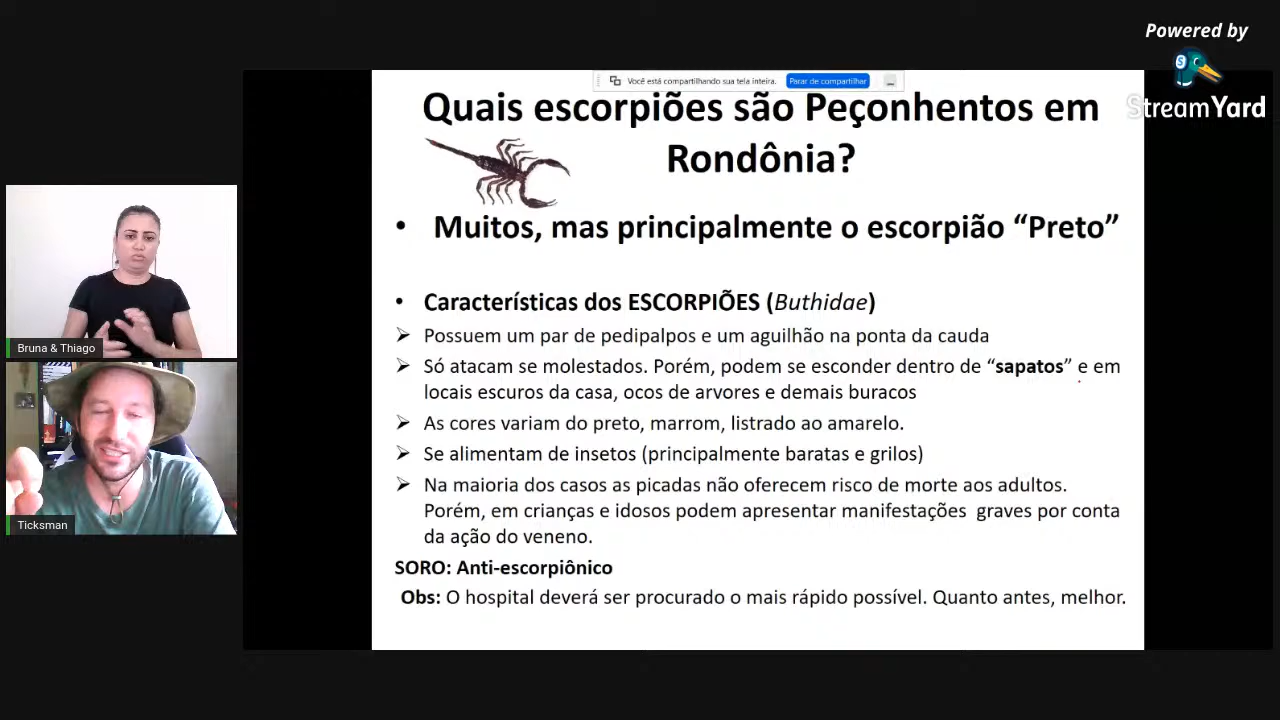 Powered by
StreamYard
Você está compartilhando sua tela inteira. Parar de compartilhar
Quais escorpiões são Peçonhentos em
Rondônia?
• Muitos, mas principalmente o escorpião “Preto”
• Características dos ESCORPIÕES (Buthidae)
➢ Possuem um par de pedipalpos e um aguilhão na ponta da cauda
➢ Só atacam se molestados. Porém, podem se esconder dentro de “sapatos” e em
locais escuros da casa, ocos de arvores e demais buracos
➢ As cores variam do preto, marrom, listrado ao amarelo.
➢ Se alimentam de insetos (principalmente baratas e grilos)
➢ Na maioria dos casos as picadas não oferecem risco de morte aos adultos.
Porém, em crianças e idosos podem apresentar manifestações graves por conta
da ação do veneno.
SORO: Anti-escorpiônico
Obs: O hospital deverá ser procurado o mais rápido possível. Quanto antes, melhor.
Bruna & Thiago
Ticksman